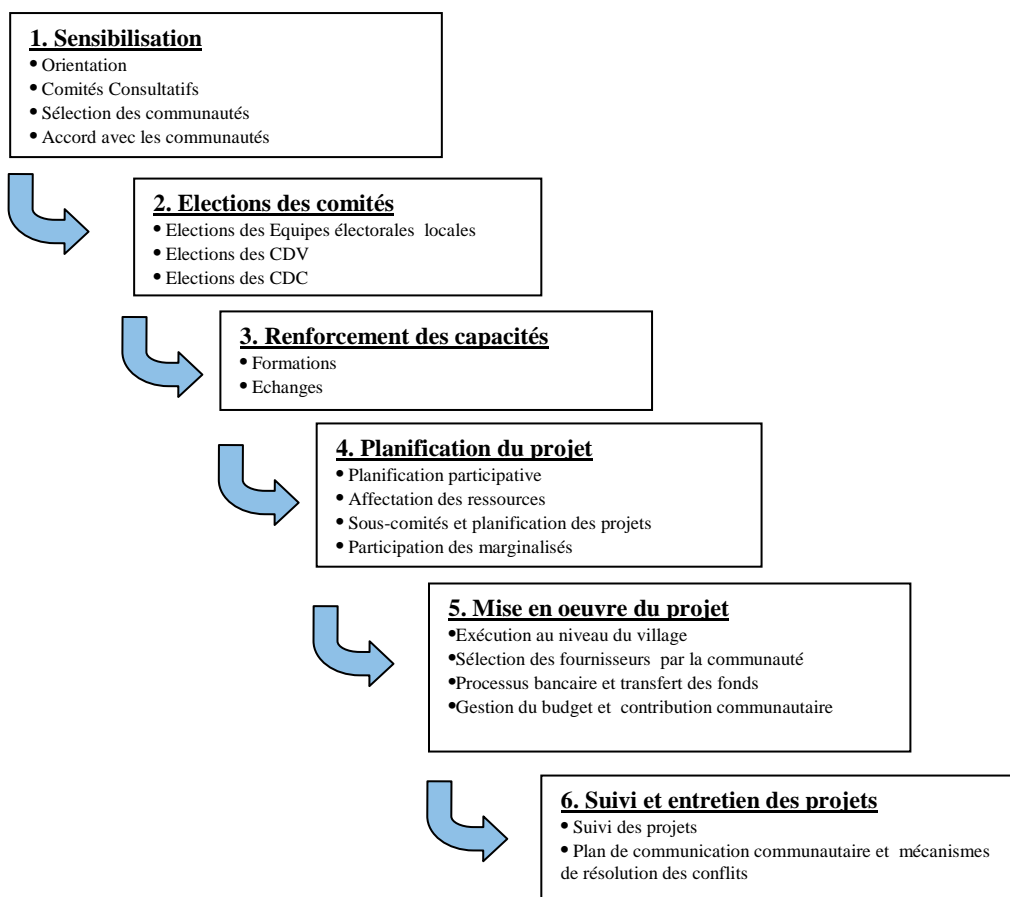 1. Sensibilisation
• Orientation
• Comités Consultatifs
• Sélection des communautés
• Accord avec les communautés
2. Elections des comités
• Elections des Equipes électorales locales
• Elections des CDV
• Elections des CDC
3. Renforcement des capacités
• Formations
• Echanges
4. Planification du projet
• Planification participative
• Affectation des ressources
• Sous-comités et planification des projets
• Participation des marginalisés
5. Mise en oeuvre du projet
•Exécution au niveau du village
•Sélection des fournisseurs par la communauté
•Processus bancaire et transfert des fonds
•Gestion du budget et contribution communautaire
6. Suivi et entretien des projets
• Suivi des projets
• Plan de communication communautaire et mécanismes
de résolution des conflits